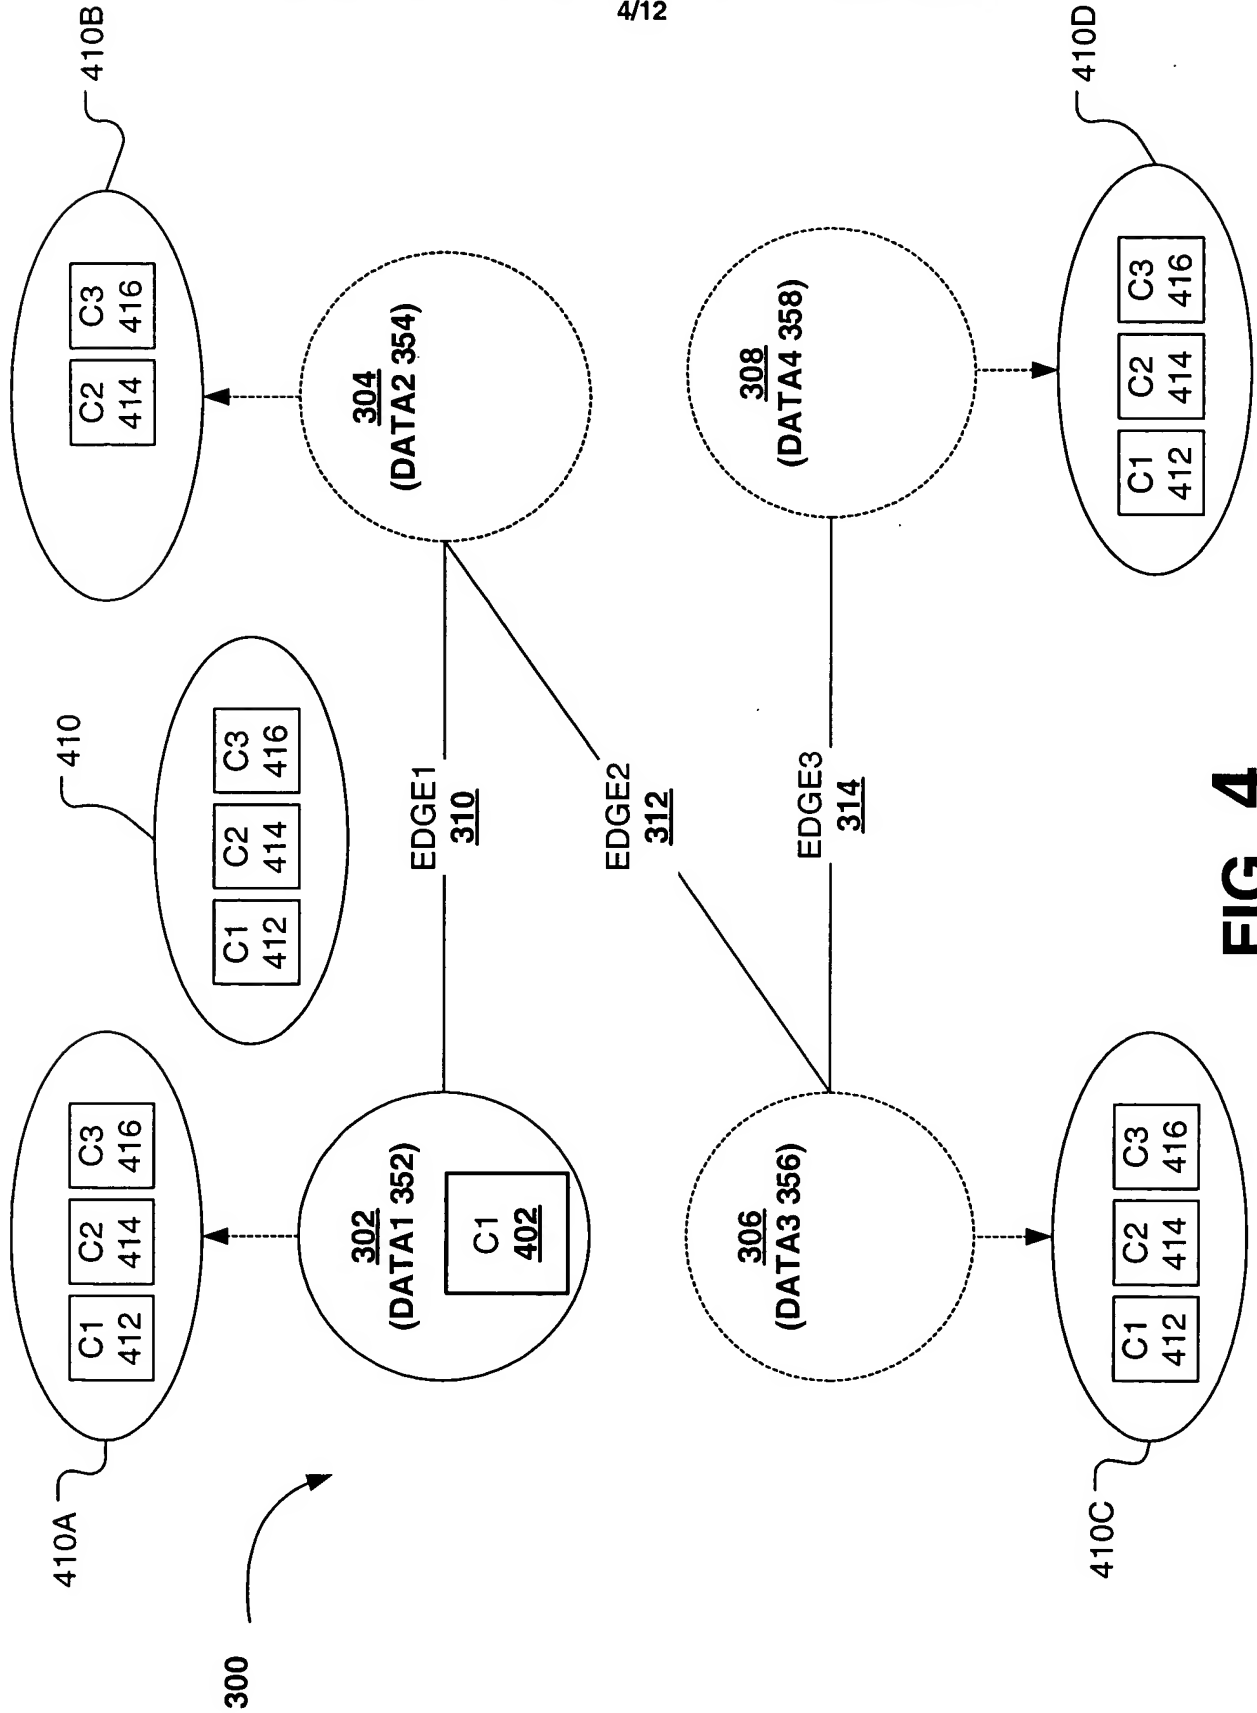 4/12
300
410A
C1
412
C2
414
C3
416
410
C1
412
C2
414
C3
416
410B
C2
414
C3
416
302
(DATA1 352)
C1
402
EDGE1
310
304
(DATA2 354)
EDGE2
312
306
(DATA3 356)
EDGE3
314
308
(DATA4 358)
410C
C1
412
C2
414
C3
416
410D
C1
412
C2
414
C3
416
FIG 4